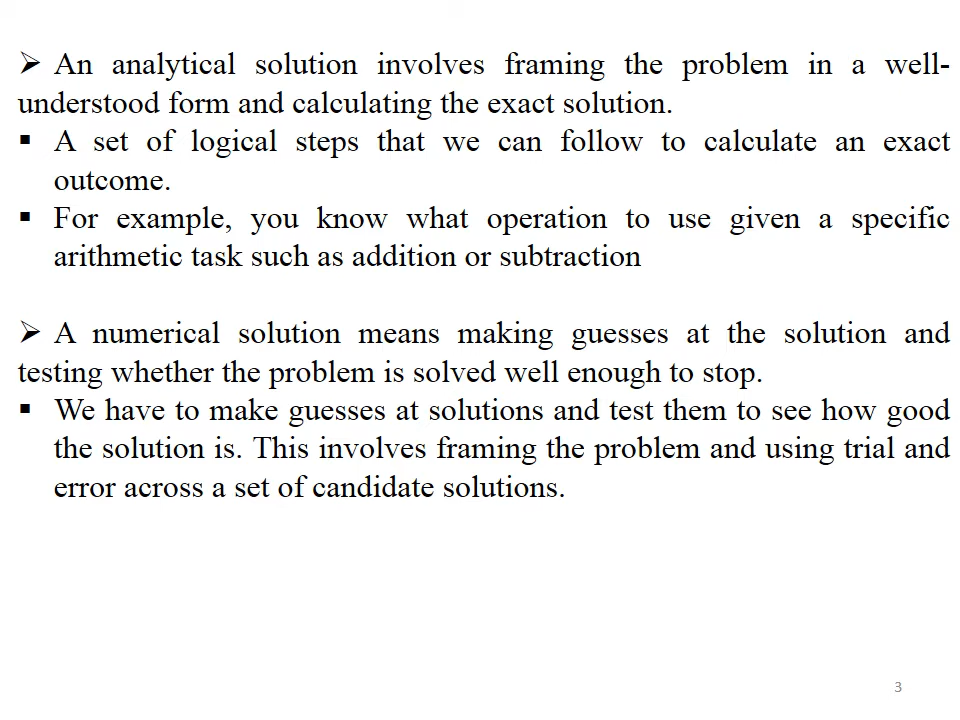 ➢ An analytical solution involves framing the problem in a well-
understood form and calculating the exact solution.
▪ A set of logical steps that we can follow to calculate an exact
outcome.
▪ For example, you know what operation to use given a specific
arithmetic task such as addition or subtraction
➢ A numerical solution means making guesses at the solution and
testing whether the problem is solved well enough to stop.
▪ We have to make guesses at solutions and test them to see how good
the solution is. This involves framing the problem and using trial and
error across a set of candidate solutions.
3